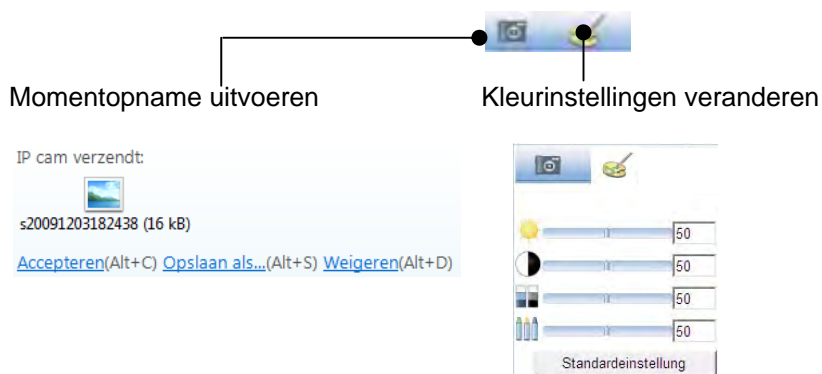 Momentopname uitvoeren
Kleurinstellingen veranderen
IP cam verzendt:
s20091203182438 (16 kB)
Accepteren(Alt+C) Opslaan als...(Alt+S) Weigeren(Alt+D)
50
50
50
50
Standardeinstellung